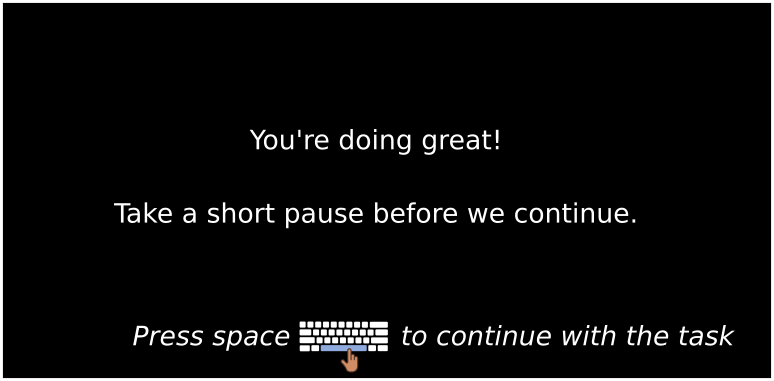 You're doing great!
Take a short pause before we continue.
Press space to continue with the task